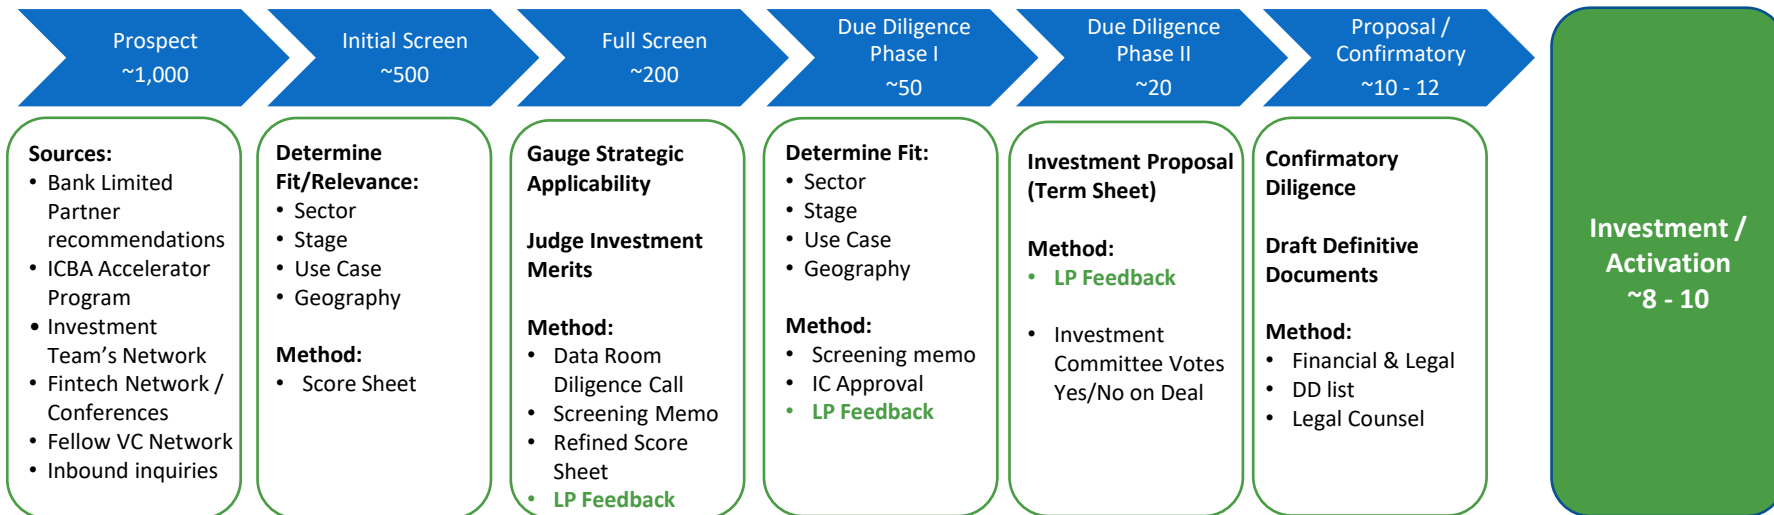 Prospect
~1,000
Initial Screen
~500
Full Screen
~200
Due Diligence
Phase I
~50
Due Diligence
Phase II
~20
Proposal /
Confirmatory
~10 - 12
Sources:
• Bank Limited
Partner
recommendations
• ICBA Accelerator
Program
• Investment
Team's Network
• Fintech Network /
Conferences
• Fellow VC Network
• Inbound inquiries
Determine
Fit/Relevance:
• Sector
• Stage
• Use Case
• Geography
Method:
• Score Sheet
Gauge Strategic
Applicability
Judge Investment
Merits
Method:
• Data Room
Diligence Call
• Screening Memo
• Refined Score
Sheet
• LP Feedback
Determine Fit:
• Sector
• Stage
• Use Case
• Geography
Method:
• Screening memo
• IC Approval
• LP Feedback
Investment Proposal
(Term Sheet)
Method:
• LP Feedback
• Investment
Committee Votes
Yes/No on Deal
Confirmatory
Diligence
Draft Definitive
Documents
Method:
• Financial & Legal
• DD list
• Legal Counsel
Investment /
Activation
~8 - 10